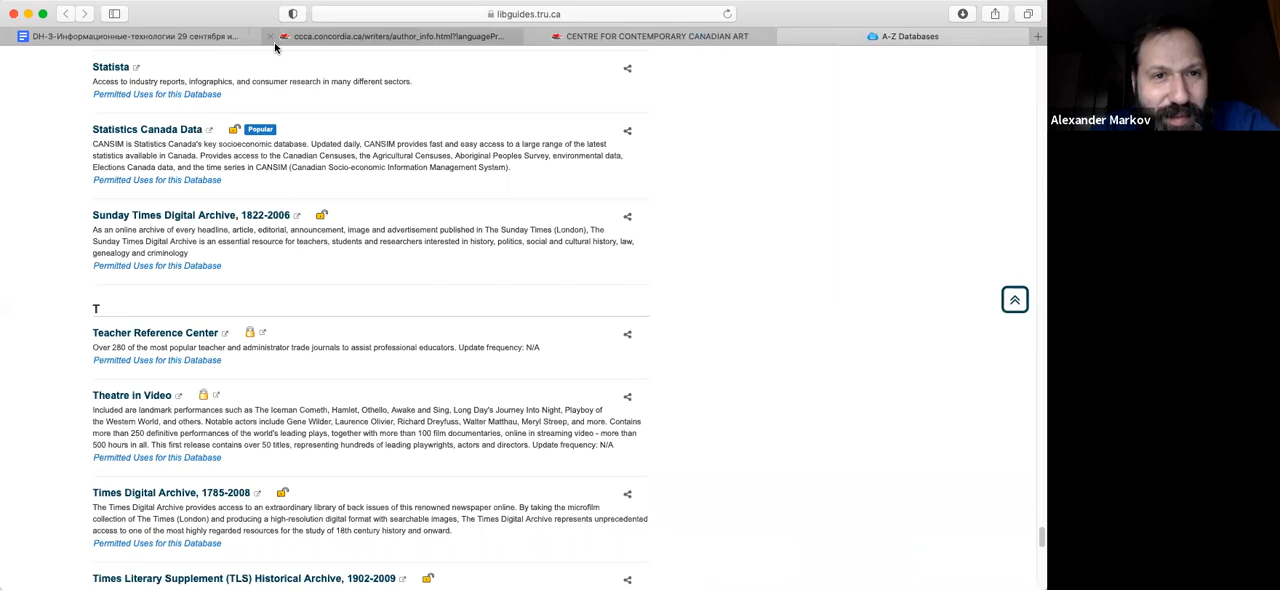 libguides.tru.ca
DH-3-Информационные-технологии 29 сентября и...
ccca.concordia.ca/writers/author_info.html?languagePr...
CENTRE FOR CONTEMPORARY CANADIAN ART
A-Z Databases
Statista
Access to industry reports, infographics, and consumer research in many different sectors.
Permitted Uses for this Database
Statistics Canada Data
Popular
CANSIM is Statistics Canada's key socioeconomic database. Updated daily, CANSIM provides fast and easy access to a large range of the latest
statistics available in Canada. Provides access to the Canadian Censuses, the Agricultural Censuses, Aboriginal Peoples Survey, environmental data,
Elections Canada data, and the time series in CANSIM (Canadian Socio-economic Information Management System).
Permitted Uses for this Database
Sunday Times Digital Archive, 1822-2006
As an online archive of every headline, article, editorial, announcement, image and advertisement published in The Sunday Times (London), The
Sunday Times Digital Archive is an essential resource for teachers, students and researchers interested in history, politics, social and cultural history, law,
genealogy and criminology
Permitted Uses for this Database
T
Teacher Reference Center
Over 280 of the most popular teacher and administrator trade journals to assist professional educators. Update frequency: N/A
Permitted Uses for this Database
Theatre in Video
Included are landmark performances such as The Iceman Cometh, Hamlet, Othello, Awake and Sing, Long Day's Journey Into Night, Playboy of
the Western World, and others. Notable actors include Gene Wilder, Laurence Olivier, Richard Dreyfuss, Walter Matthau, Meryl Streep, and more. Contains
more than 250 definitive performances of the world's leading plays, together with more than 100 film documentaries, online in streaming video - more than
500 hours in all. This first release contains over 50 titles, representing hundreds of leading playwrights, actors and directors. Update frequency: N/A
Permitted Uses for this Database
Times Digital Archive, 1785-2008
The Times Digital Archive provides access to an extraordinary library of back issues of this renowned newspaper online. By taking the microfilm
collection of The Times (London) and producing a high-resolution digital format with searchable images, The Times Digital Archive represents unprecedented
access to one of the most highly regarded resources for the study of 18th century history and onward.
Permitted Uses for this Database
Times Literary Supplement (TLS) Historical Archive, 1902-2009
Alexander Markov